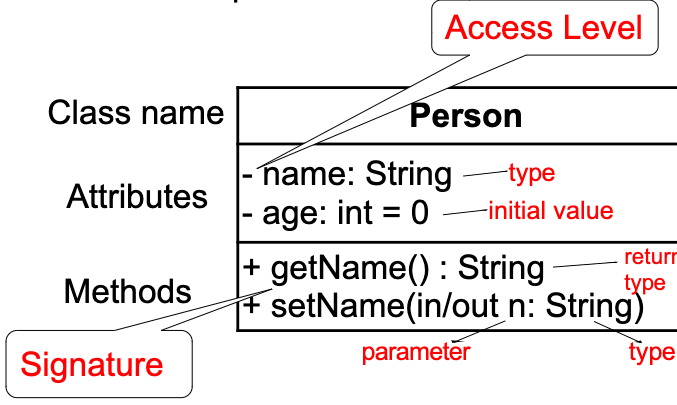 Access Level
Class name
Person
Attributes
- name: String
type
- age: int = 0
initial value
Methods
+ getName() : String
return type
+ setName(in/out n: String)
Signature
parameter
type